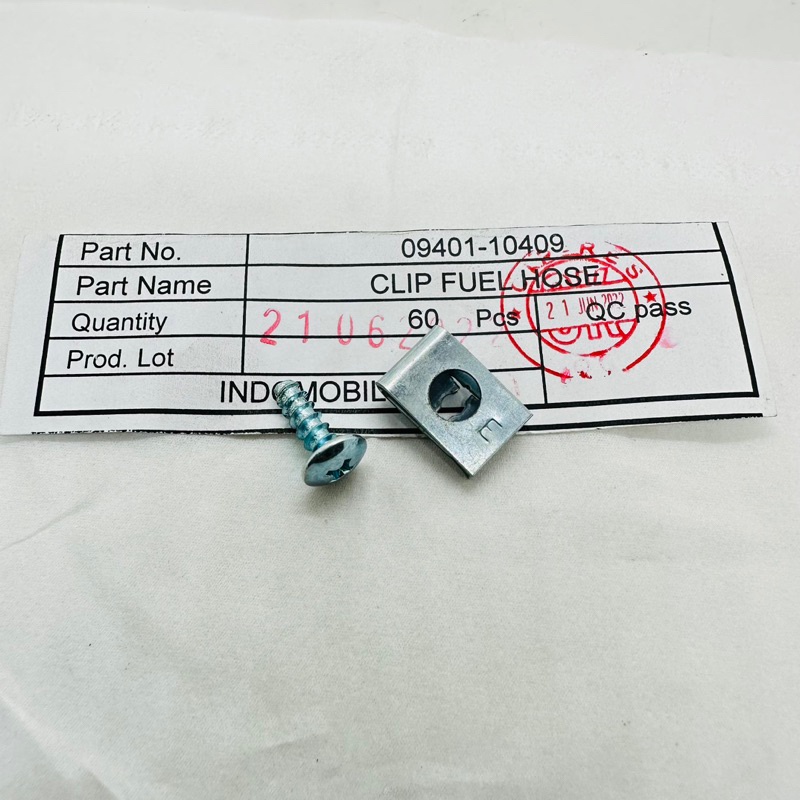 Part No. 09401-10409
Part Name CLIP FUEL HOSE
Quantity 60 Pcs QC pass
21 JUN 2022
Prod. Lot
E